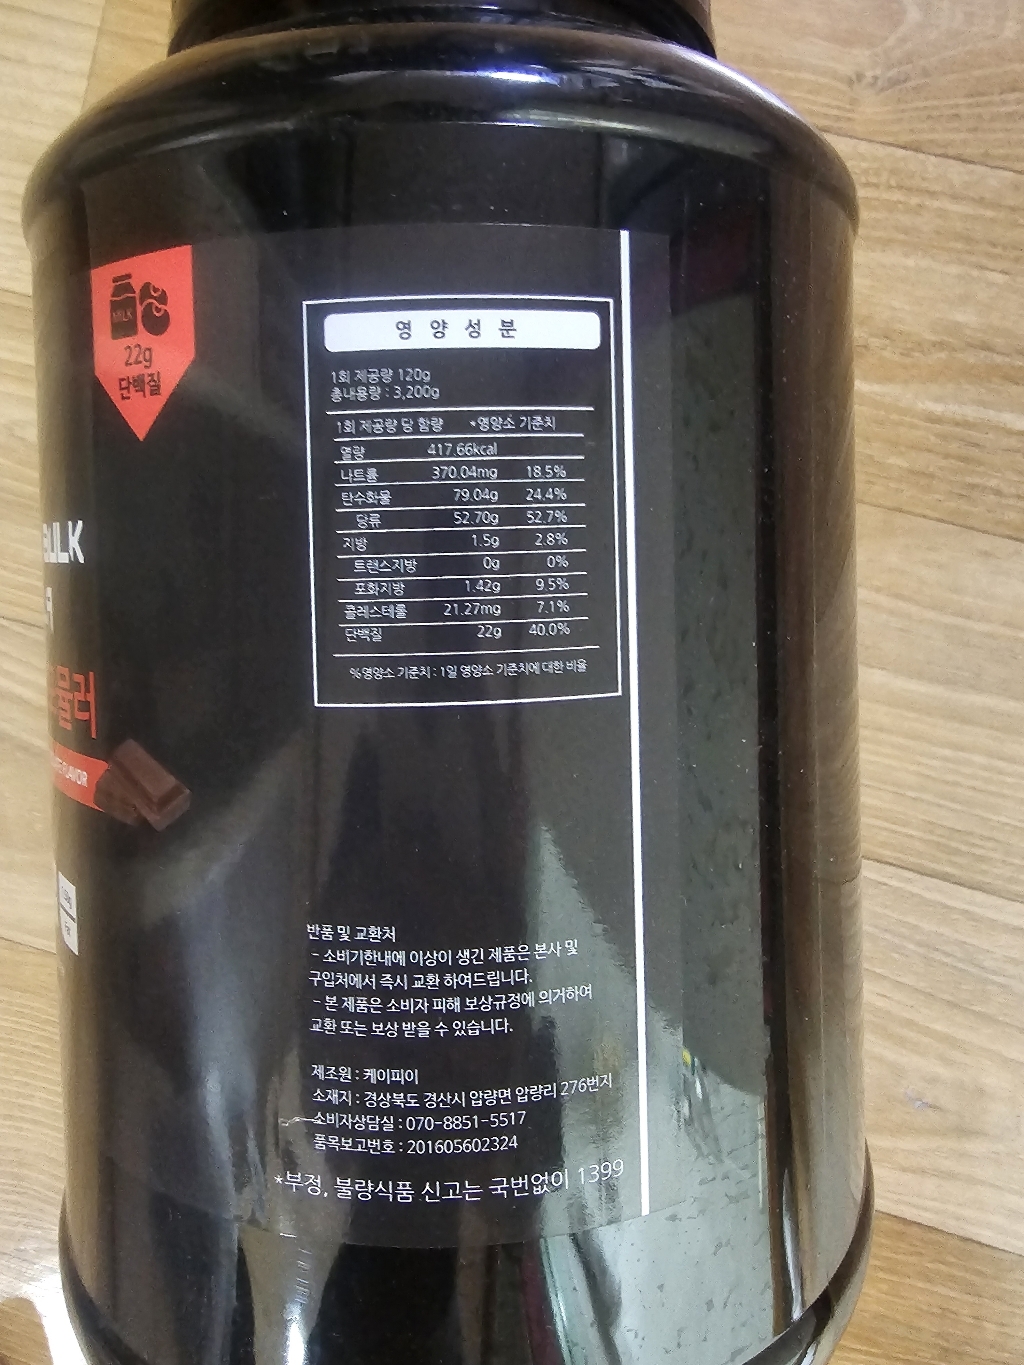 MILK
22g
단백질
BULK
FLAVOR
영양성분
1회 제공량 120g
총내용량 : 3,200g
1회 제공량 당 함량 *영양소 기준치
열량 417.66kcal
나트륨 370.04mg 18.5%
탄수화물 79.04g 24.4%
당류 52.70g 52.7%
지방 1.5g 2.8%
트랜스지방 0g 0%
포화지방 1.42g 9.5%
콜레스테롤 21.27mg 7.1%
단백질 22g 40.0%
%영양소 기준치 : 1일 영양소 기준치에 대한 비율
반품 및 교환처
- 소비기한내에 이상이 생긴 제품은 본사 및
구입처에서 즉시 교환 하여드립니다.
- 본 제품은 소비자 피해 보상규정에 의거하여
교환 또는 보상 받을 수 있습니다.
제조원 : 케이피이
소재지 : 경상북도 경산시 압량면 압량리 276번지
소비자상담실 : 070-8851-5517
품목보고번호 : 201605602324
*부정, 불량식품 신고는 국번없이 1399